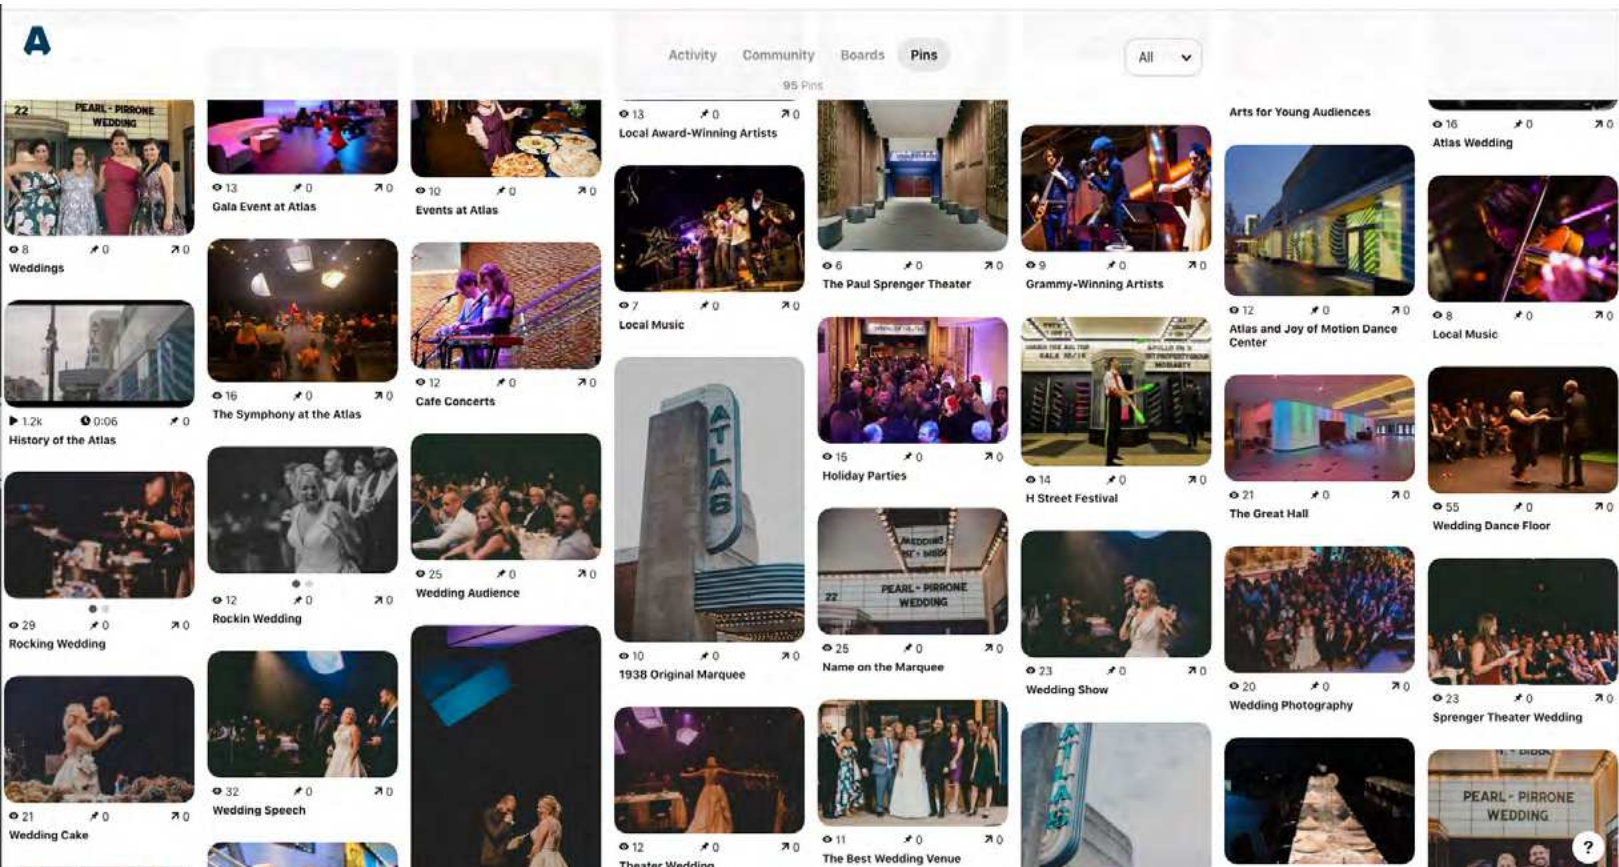 A
Activity Community Boards Pins
All
95 Pins
22
PEARL - PIRRONE
WEDDING
8 0 0
Weddings
1.2k 0:06 0
History of the Atlas
29 0 0
Rocking Wedding
21 0 0
Wedding Cake
13 0 0
Gala Event at Atlas
16 0 0
The Symphony at the Atlas
12 0 0
Rockin Wedding
32 0 0
Wedding Speech
10 0 0
Events at Atlas
12 0 0
Cafe Concerts
25 0 0
Wedding Audience
13 0 0
Local Award-Winning Artists
7 0 0
Local Music
ATLAS
10 0 0
1938 Original Marquee
12 0 0
Theater Wedding
6 0 0
The Paul Sprenger Theater
15 0 0
Holiday Parties
WEDDING
22
PEARL - PIRRONE
WEDDING
25 0 0
Name on the Marquee
11 0 0
The Best Wedding Venue
9 0 0
Grammy-Winning Artists
GALA 10/16
MORIARTY
14 0 0
H Street Festival
23 0 0
Wedding Show
ATLAS
Arts for Young Audiences
12 0 0
Atlas and Joy of Motion Dance
Center
21 0 0
The Great Hall
20 0 0
Wedding Photography
16 0 0
Atlas Wedding
8 0 0
Local Music
55 0 0
Wedding Dance Floor
23 0 0
Sprenger Theater Wedding
PEARL - PIRRONE
WEDDING
?